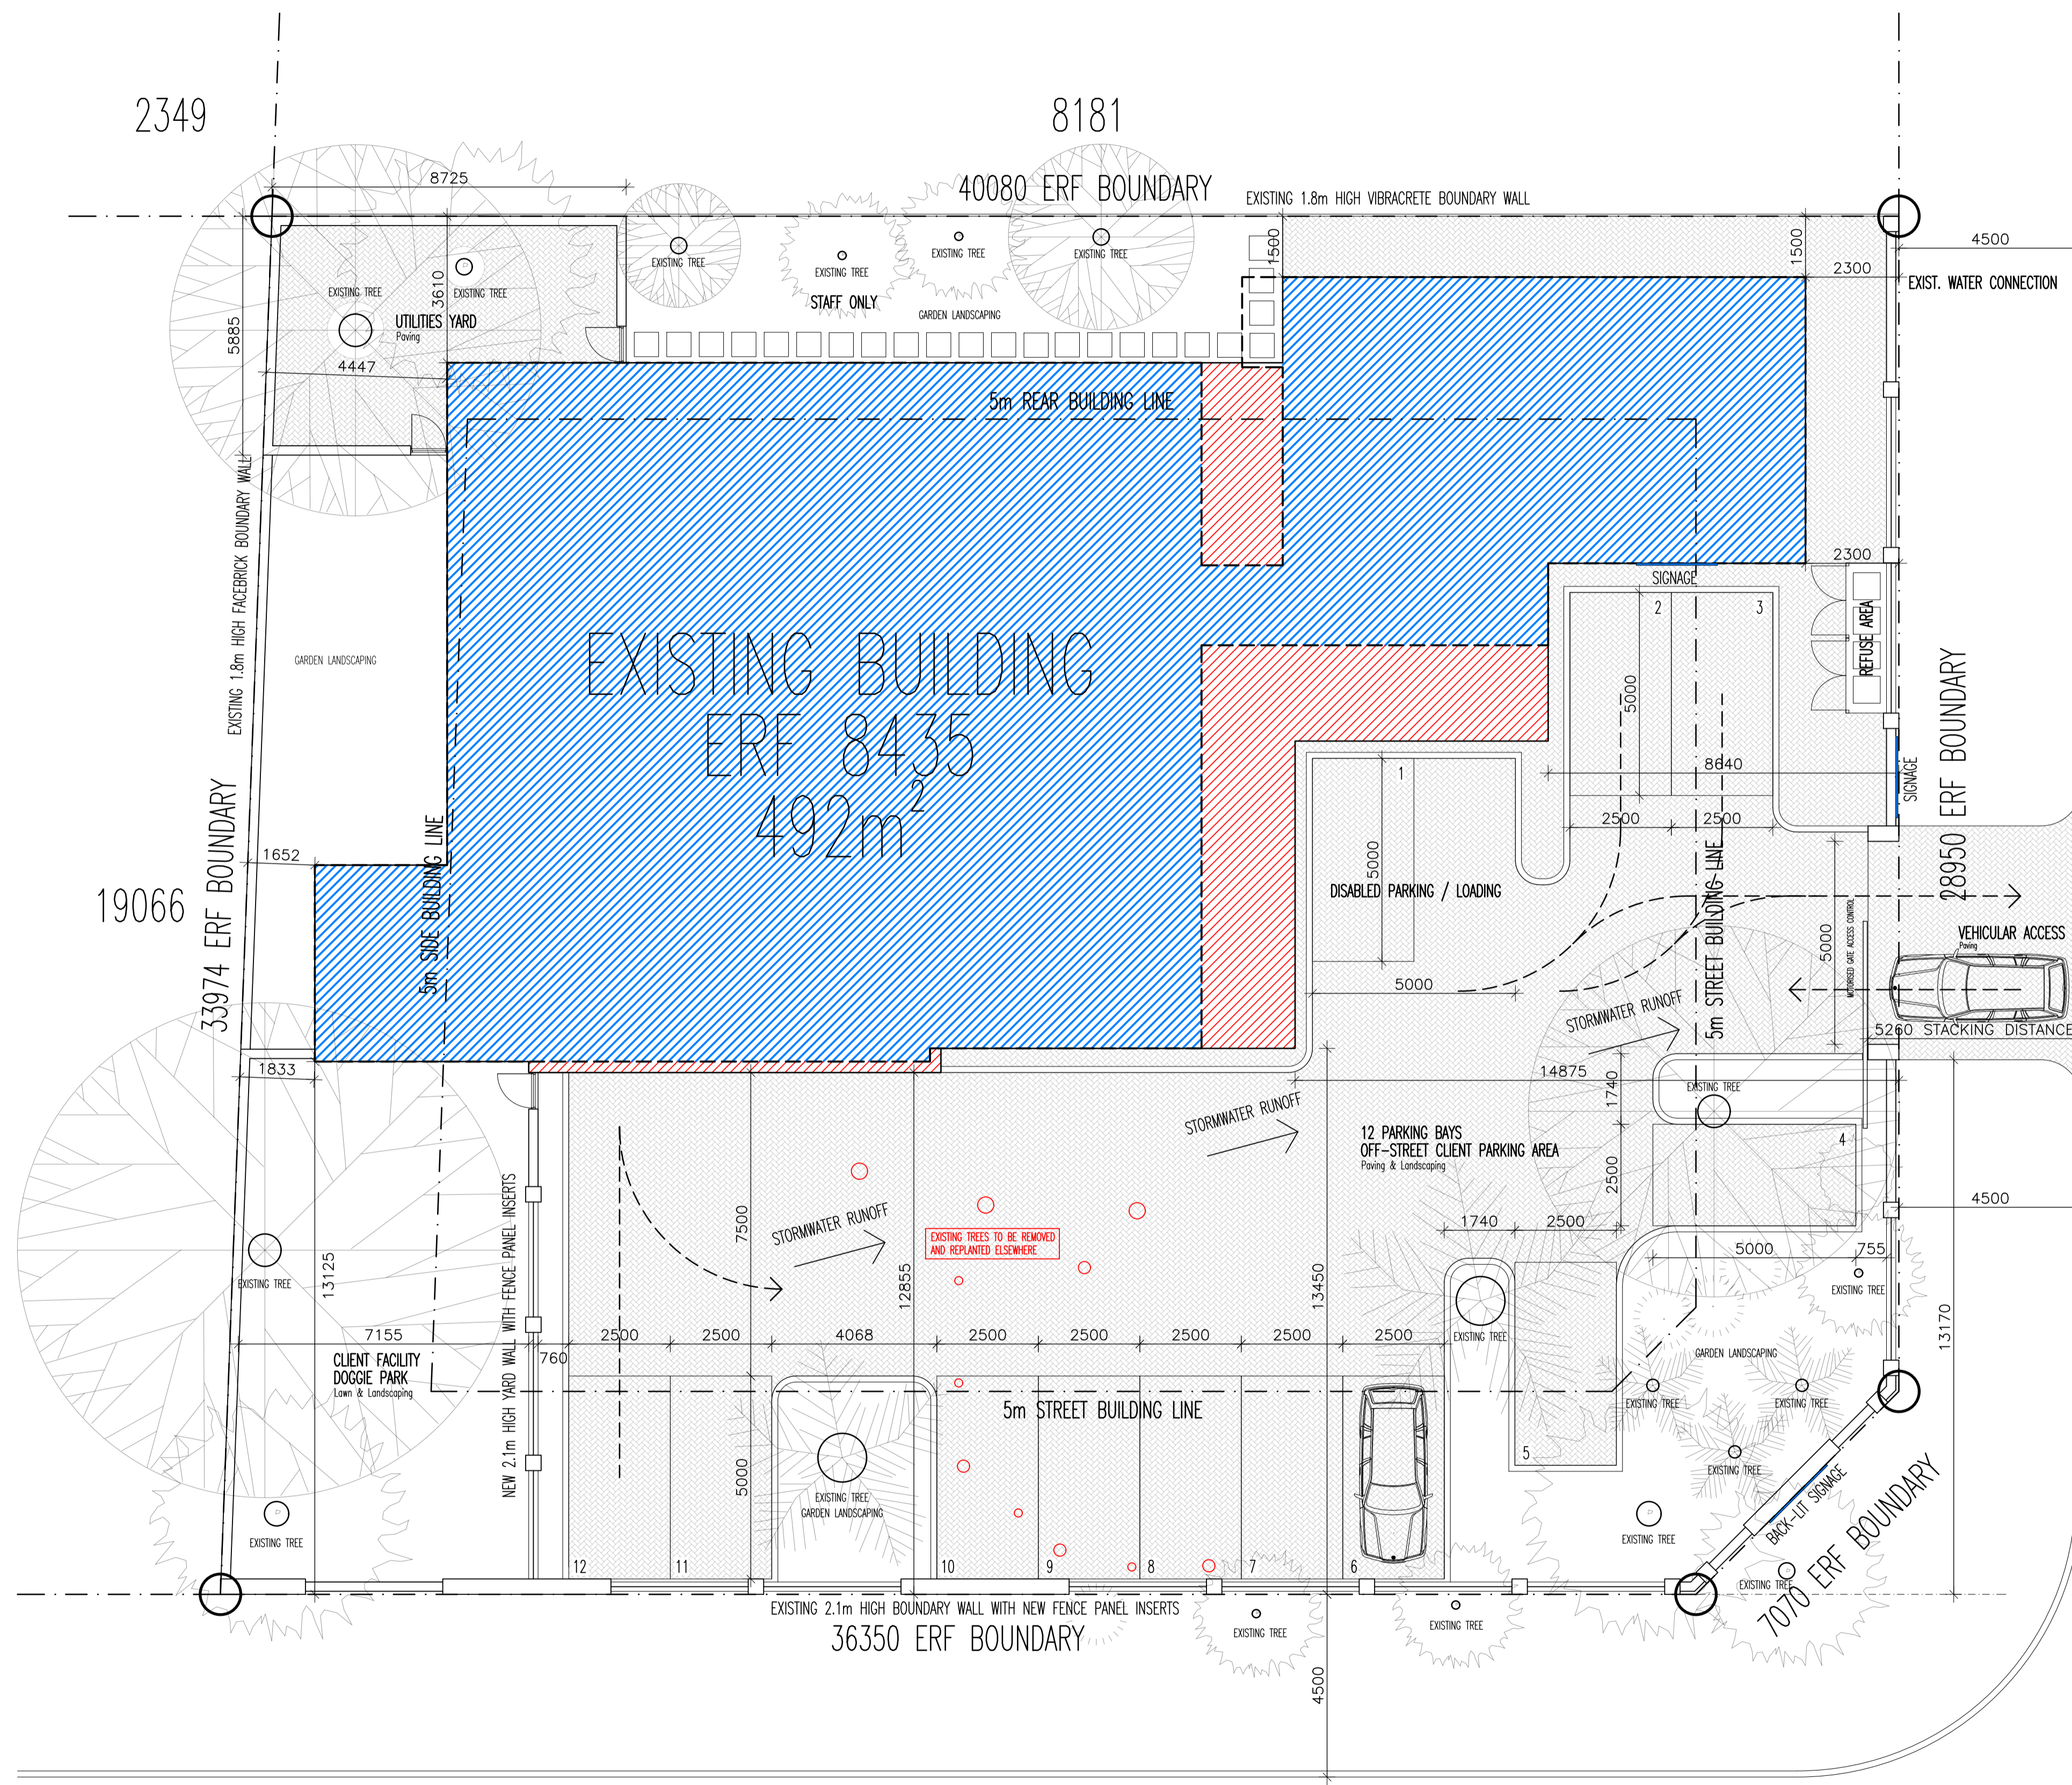 2349
8181
8725
40080 ERF BOUNDARY
EXISTING 1.8m HIGH VIBRACRETE BOUNDARY WALL
4500
EXISTING TREE
EXISTING TREE
EXISTING TREE
EXISTING TREE
1500
1500
2300
EXIST. WATER CONNECTION
EXISTING TREE
EXISTING TREE
3610
STAFF ONLY
GARDEN LANDSCAPING
UTILITIES YARD
Paving
5885
4447
5m REAR BUILDING LINE
EXISTING 1.8m HIGH FACEBRICK BOUNDARY WALL
2300
SIGNAGE
2
3
REFUSE AREA
GARDEN LANDSCAPING
EXISTING BUILDING
ERF 8435
492m2
5000
8640
2500
2500
SIGNAGE
28950 ERF BOUNDARY
1
5000
DISABLED PARKING / LOADING
5000
5m STREET BUILDING LINE
5000
MOTORISED GATE ACCESS CONTROL
VEHICULAR ACCESS
Paving
5260 STACKING DISTANCE
1652
5m SIDE BUILDING LINE
19066
33974 ERF BOUNDARY
1833
STORMWATER RUNOFF
14875
1740
EXISTING TREE
STORMWATER RUNOFF
12 PARKING BAYS
OFF-STREET CLIENT PARKING AREA
Paving & Landscaping
4
2500
4500
1740
2500
5000
755
EXISTING TREE
NEW 2.1m HIGH YARD WALL WITH FENCE PANEL INSERTS
7500
STORMWATER RUNOFF
EXISTING TREES TO BE REMOVED
AND REPLANTED ELSEWHERE
12855
13450
EXISTING TREE
13125
7155
760
2500
2500
4068
2500
2500
2500
2500
2500
EXISTING TREE
GARDEN LANDSCAPING
13170
CLIENT FACILITY
DOGGIE PARK
Lawn & Landscaping
5m STREET BUILDING LINE
EXISTING TREE
EXISTING TREE
EXISTING TREE
5
5000
EXISTING TREE
GARDEN LANDSCAPING
EXISTING TREE
EXISTING TREE
BACK-LIT SIGNAGE
12
11
10
9
8
7
6
EXISTING TREE
7070 ERF BOUNDARY
EXISTING 2.1m HIGH BOUNDARY WALL WITH NEW FENCE PANEL INSERTS
36350 ERF BOUNDARY
EXISTING TREE
EXISTING TREE
4500